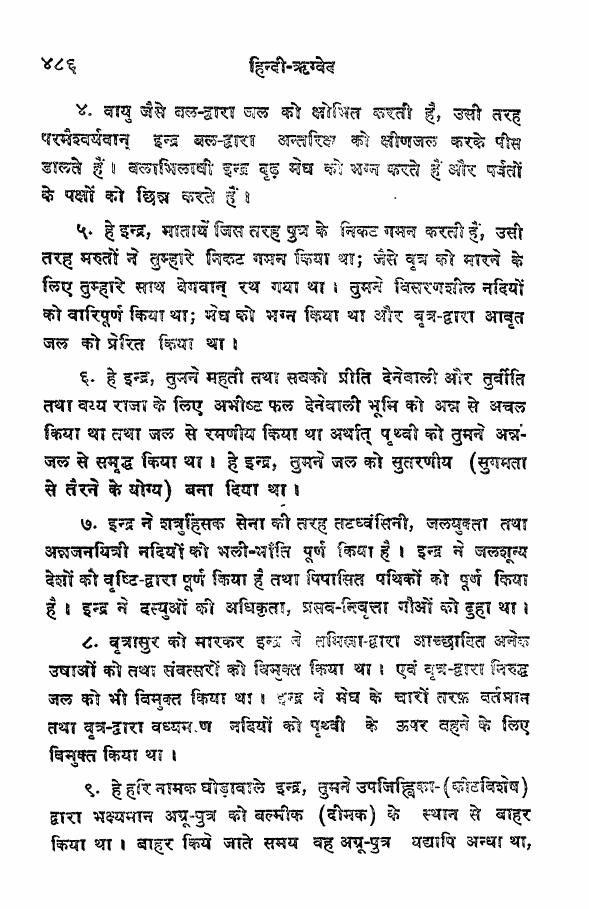 ४८६ हिन्दी-ऋग्वेद
४. वायु जैसे बल-द्वारा जल को क्षोभित करती है, उसी तरह
परमैश्वर्यवान् इन्द्र बल-द्वारा अन्तरिक्ष को क्षीणजल करके पीस
डालते हैं। बलाभिलाषी इन्द्र दृढ़ मेघ को भग्न करते हैं और पर्वतों
के पक्षों को छिन्न करते हैं।
५. हे इन्द्र, मातायें जिस तरह पुत्र के निकट गमन करती हैं, उसी
तरह मरुतों ने तुम्हारे निकट गमन किया था; जैसे वृत्र को मारने के
लिए तुम्हारे साथ वेगवान् रथ गया था। तुमने विसरणशील नदियों
को वारिपूर्ण किया था; मेघ को भग्न किया था और वृत्र-द्वारा आवृत
जल को प्रेरित किया था।
६. हे इन्द्र, तुमने महती तथा सबको प्रीति देनेवाली और तुर्वीति
तथा वय्य राजा के लिए अभीष्ट फल देनेवाली भूमि को अन्न से अचल
किया था तथा जल से रमणीय किया था अर्थात् पृथ्वी को तुमने अन्न-
जल से समृद्ध किया था। हे इन्द्र, तुमने जल को सुतरणीय (सुगमता
से तैरने के योग्य) बना दिया था।
७. इन्द्र ने शत्रुहिंसक सेना की तरह तटध्वंसिनी, जलयुक्ता तथा
अन्नजनयित्री नदियों को भली-भाँति पूर्ण किया है। इन्द्र ने जलशून्य
देशों को वृष्टि-द्वारा पूर्ण किया है तथा पिपासित पथिकों को पूर्ण किया
है। इन्द्र ने दस्युओं की अधिकृता, प्रसव-निवृत्ता गौओं को दुहा था।
८. वृत्रासुर को मारकर इन्द्र ने तमिस्रा-द्वारा आच्छादित अनेक
उषाओं को तथा संवत्सरों को विमुक्त किया था। एवं वृत्र-द्वारा निरुद्ध
जल को भी विमुक्त किया था। इन्द्र ने मेघ के चारों तरफ़ वर्तमान
तथा वृत्र-द्वारा वध्यमाण नदियों को पृथ्वी के ऊपर बहने के लिए
विमुक्त किया था।
९. हे हरि नामक घोड़ावाले इन्द्र, तुमने उपजिह्विका-(कीटविशेष)
द्वारा भक्ष्यमान अग्रू-पुत्र को बल्मीक (दीमक) के स्थान से बाहर
किया था। बाहर किये जाते समय वह अग्रू-पुत्र यद्यपि अन्धा था,